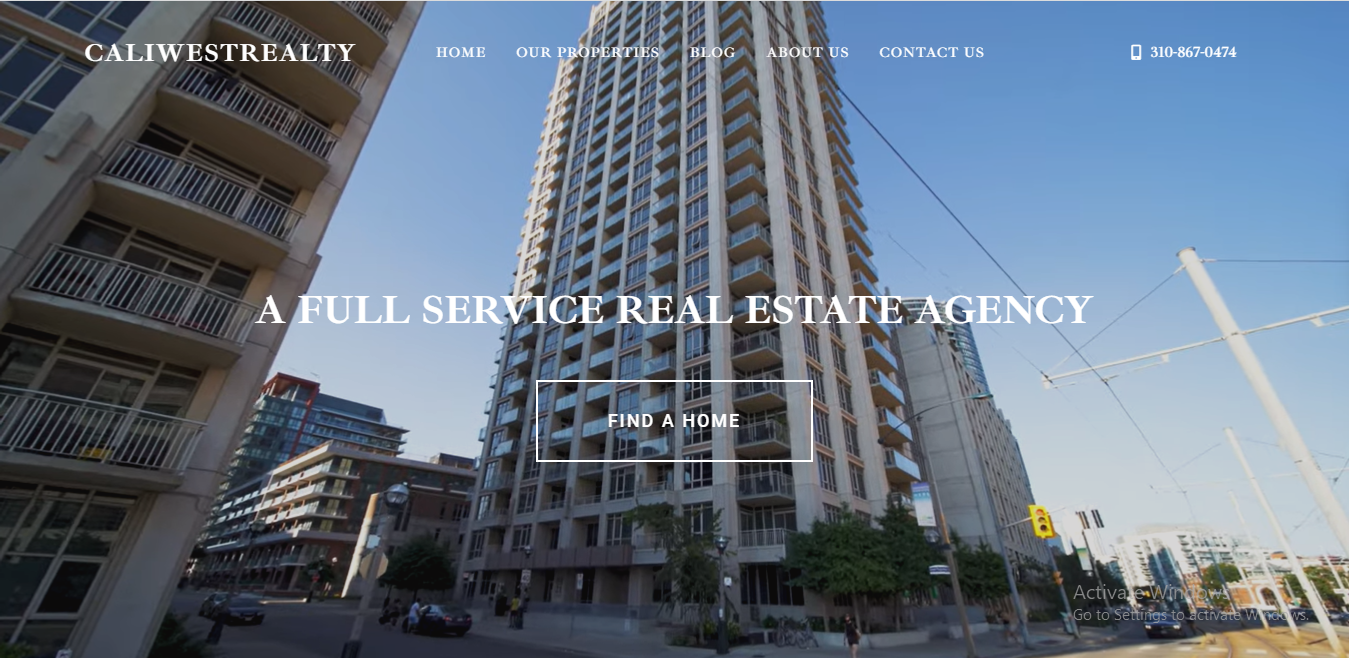 CALIWESTREALTY
HOME OUR PROPERTIES BLOG ABOUT US CONTACT US
310-867-0474
A FULL SERVICE REAL ESTATE AGENCY
FIND A HOME
Activate Windows
Go to Settings to activate Windows.